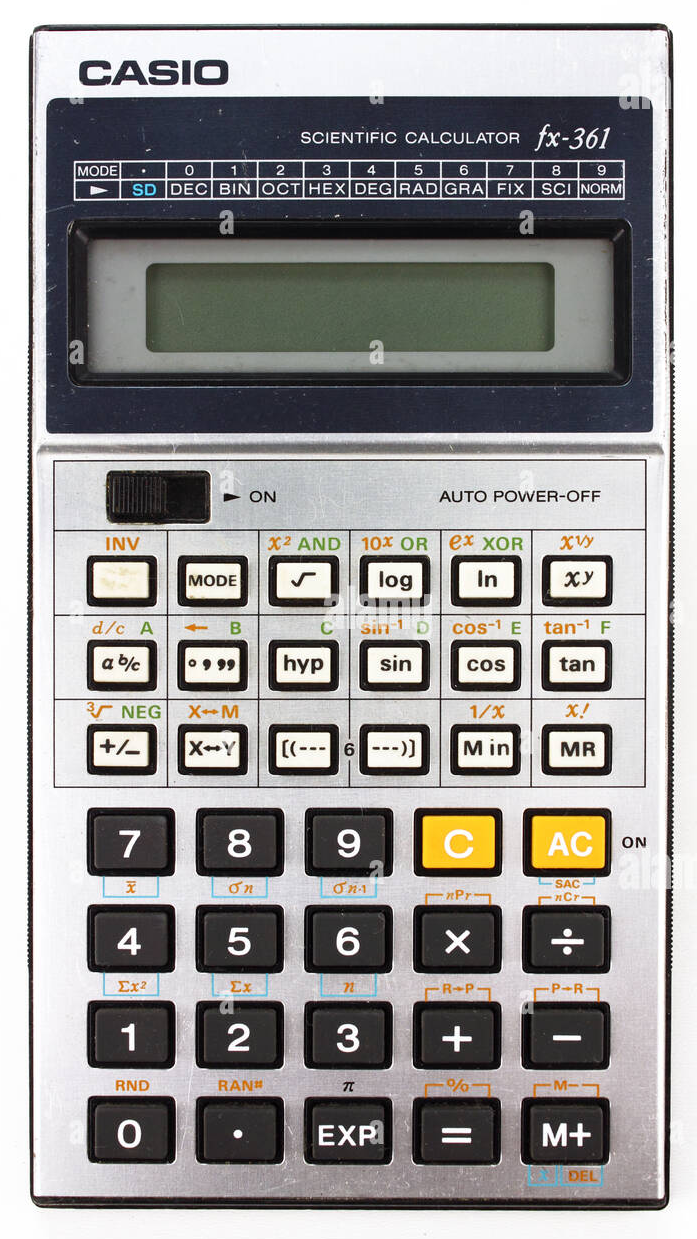 CASIO
SCIENTIFIC CALCULATOR fx-361
MODE · 0 1 2 3 4 5 6 7 8 9
► SD DEC BIN OCT HEX DEG RAD GRA FIX SCI NORM
► ON AUTO POWER-OFF
INV x² AND 10ˣ OR eˣ XOR x¹/ʸ
MODE √ log ln xʸ
d/c A ← B C sin⁻¹ D cos⁻¹ E tan⁻¹ F
a b/c ° ’ ’’ hyp sin cos tan
³√ NEG X↔M 1/x x!
+/− X↔Y [(--- 6 ---)] M in MR
7 8 9 C AC ON
x̄ σn σn-1 SAC
nPr nCr
4 5 6 × ÷
Σx² Σx n R→P P→R
1 2 3 + −
RND RAN# π % M−
0 · EXP = M+
DEL
alamy